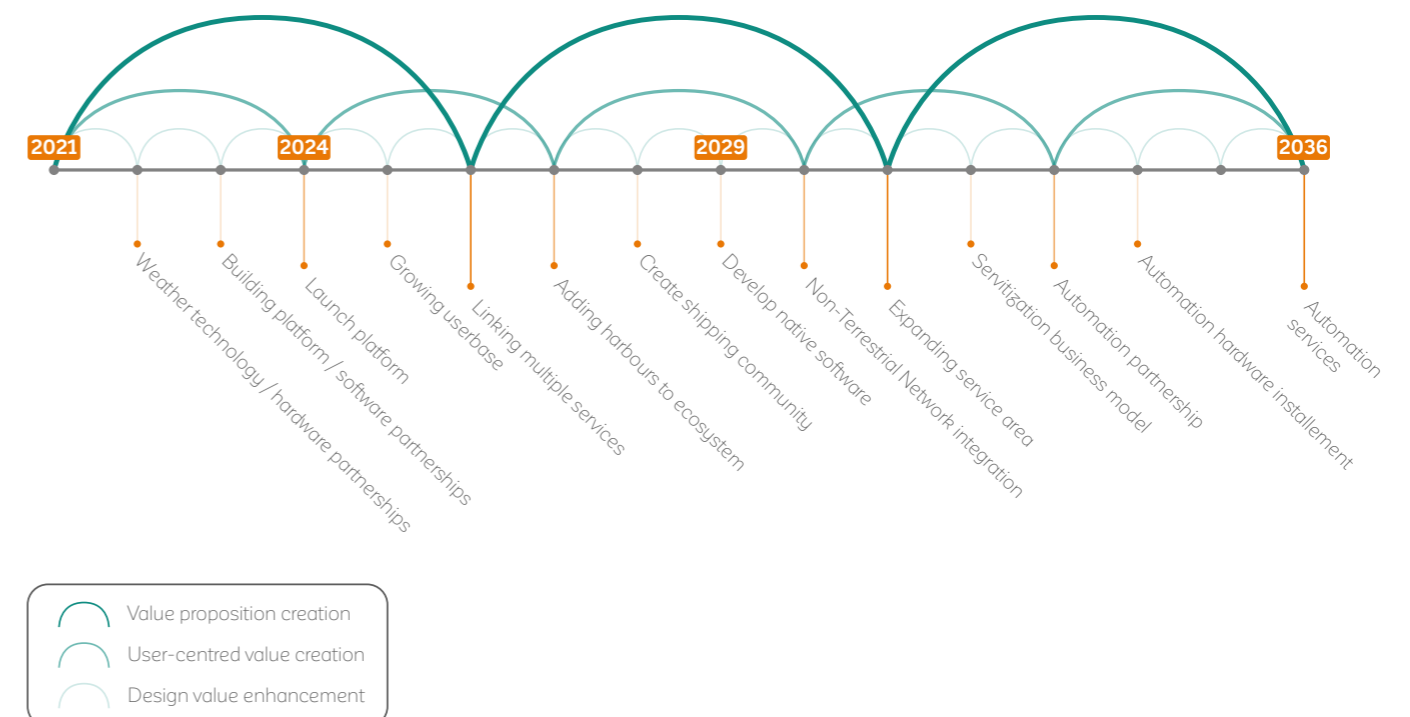 2021
2024
2029
2036
Weather technology / hardware partnerships
Building platform / software partnerships
Launch platform
Growing userbase
Linking multiple services
Adding harbours to ecosystem
Create shipping community
Develop native software
Non-Terrestrial Network integration
Expanding service area
Servitization business model
Automation partnership
Automation hardware installement
Automation
services
Value proposition creation
User-centred value creation
Design value enhancement